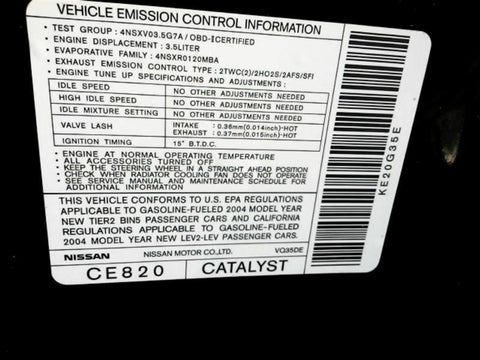 VEHICLE EMISSION CONTROL INFORMATION
• TEST GROUP : 4NSXV03.5G7A / OBD-ⅡCERTIFIED
• ENGINE DISPLACEMENT : 3.5LITER
• EVAPORATIVE FAMILY : 4NSXR0120MBA
• EXHAUST EMISSION CONTROL TYPE : 2TWC(2)/2HO2S/2AFS/SFI
• ENGINE TUNE UP SPECIFICATIONS :
IDLE SPEED NO OTHER ADJUSTMENTS NEEDED
HIGH IDLE SPEED NO OTHER ADJUSTMENTS NEEDED
IDLE MIXTURE SETTING NO OTHER ADJUSTMENTS NEEDED
VALVE LASH INTAKE : 0.36mm(0.014inch)-HOT
EXHAUST : 0.37mm(0.015inch)-HOT
IGNITION TIMING 15° B.T.D.C.
• ENGINE AT NORMAL OPERATING TEMPERATURE
• ALL ACCESSORIES TURNED OFF
• KEEP THE STEERING WHEEL IN A STRAIGHT AHEAD POSITION
• CHECK WHEN RADIATOR COOLING FAN DOES NOT OPERATE
• SEE SERVICE MANUAL AND MAINTENANCE SCHEDULE FOR
ADDITIONAL INFORMATION
THIS VEHICLE CONFORMS TO U.S. EPA REGULATIONS
APPLICABLE TO GASOLINE-FUELED 2004 MODEL YEAR
NEW TIER2 BIN5 PASSENGER CARS AND CALIFORNIA
REGULATIONS APPLICABLE TO GASOLINE-FUELED
2004 MODEL YEAR NEW LEV2-LEV PASSENGER CARS.
NISSAN NISSAN MOTOR CO.,LTD. VQ35DE
CE820 CATALYST
KE20G35E